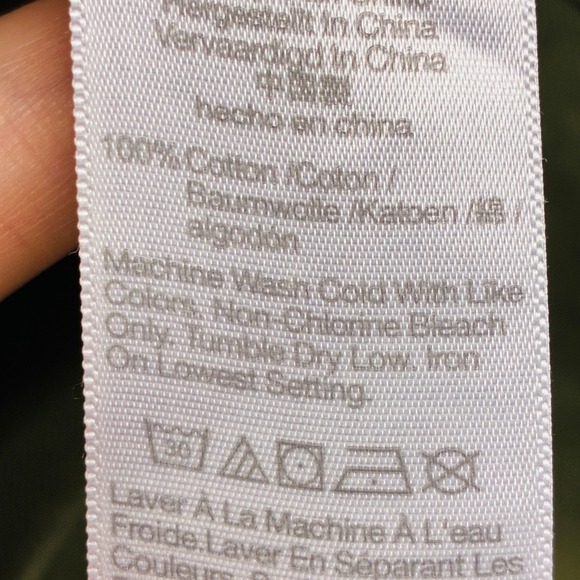 Hergestellt In China
Vervaardigd In China
中國製
hecho en china
100% Cotton /Coton /
Baumwolle /Katoen /綿 /
algodón
Machine Wash Cold With Like
Colors. Non-Chlorine Bleach
Only. Tumble Dry Low. Iron
On Lowest Setting.
30
Laver À La Machine À L'eau
Froide.Laver En Séparant Les
Couleurs.